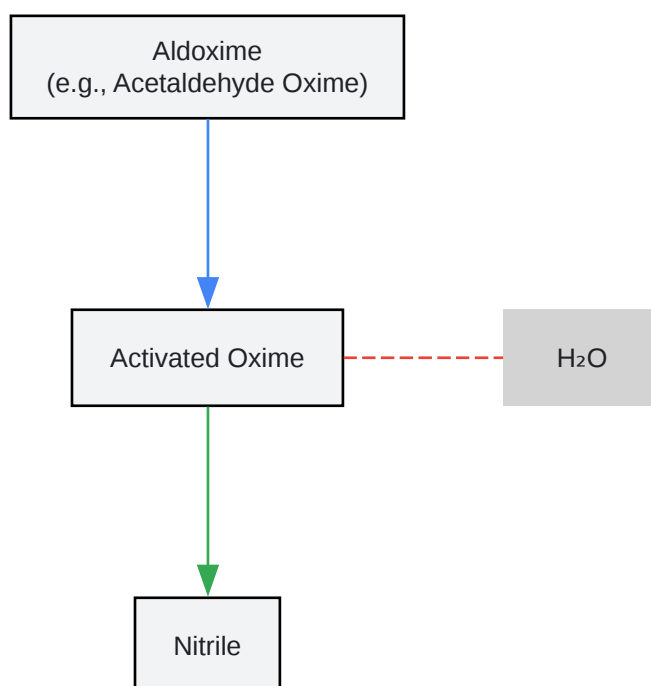 Aldoxime
(e.g., Acetaldehyde Oxime)
Activated Oxime
H₂O
Nitrile